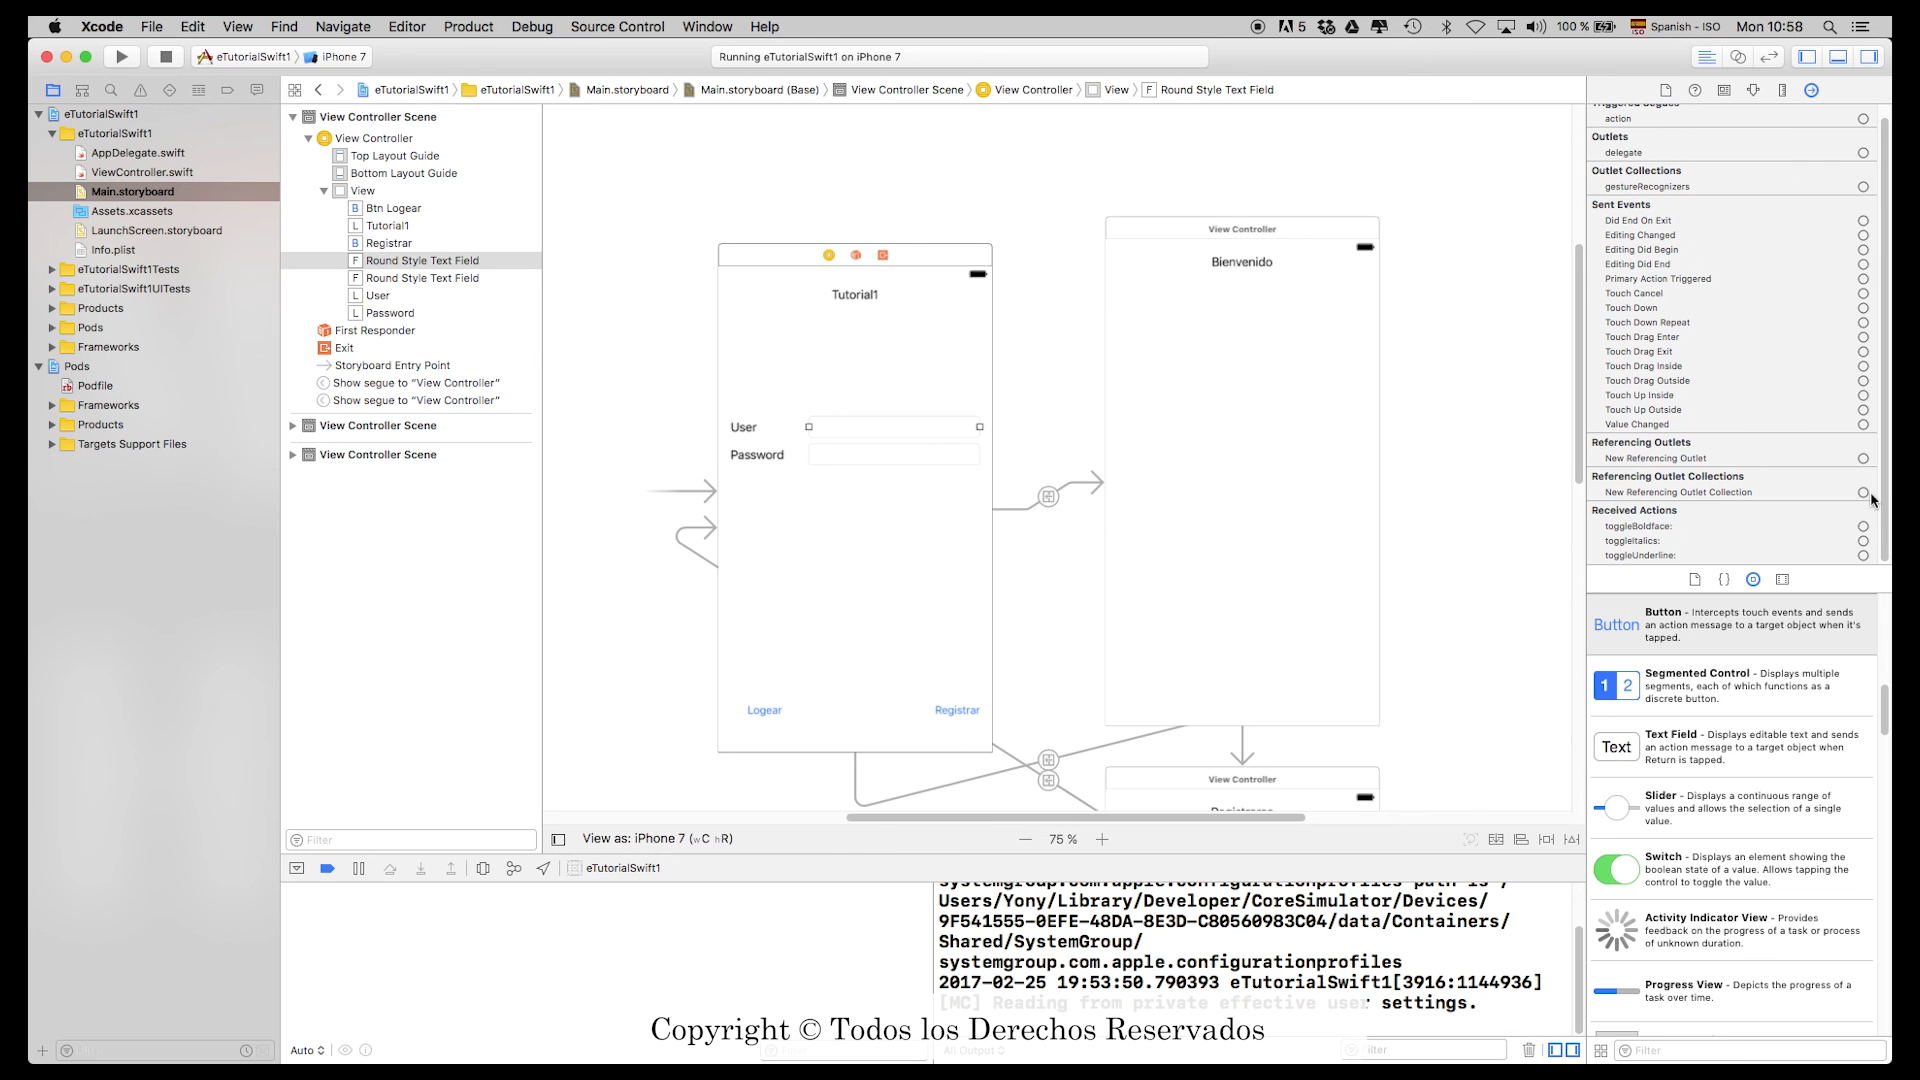 Xcode File Edit View Find Navigate Editor Product Debug Source Control Window Help
5 100 % Spanish - ISO Mon 10:58
eTutorialSwift1 iPhone 7
Running eTutorialSwift1 on iPhone 7
eTutorialSwift1 eTutorialSwift1 Main.storyboard Main.storyboard (Base) View Controller Scene View Controller View F Round Style Text Field
eTutorialSwift1
eTutorialSwift1
AppDelegate.swift
ViewController.swift
Main.storyboard
Assets.xcassets
LaunchScreen.storyboard
Info.plist
eTutorialSwift1Tests
eTutorialSwift1UITests
Products
Pods
Frameworks
Pods
Podfile
Frameworks
Products
Targets Support Files
View Controller Scene
View Controller
Top Layout Guide
Bottom Layout Guide
View
B Btn Logear
L Tutorial1
B Registrar
F Round Style Text Field
F Round Style Text Field
L User
L Password
First Responder
Exit
Storyboard Entry Point
Show segue to “View Controller”
Show segue to “View Controller”
View Controller Scene
View Controller Scene
Filter
Tutorial1
User
Password
Logear Registrar
View Controller
Bienvenido
View Controller
View as: iPhone 7 (wC hR)
75 %
eTutorialSwift1
Users/Yony/Library/Developer/CoreSimulator/Devices/
9F541555-0EFE-48DA-8E3D-C80560983C04/data/Containers/
Shared/SystemGroup/
systemgroup.com.apple.configurationprofiles
2017-02-25 19:53:50.790393 eTutorialSwift1[3916:1144936]
[MC] Reading from private effective user settings.
Copyright © Todos los Derechos Reservados
Auto
All Output
Triggered Segues
action
Outlets
delegate
Outlet Collections
gestureRecognizers
Sent Events
Did End On Exit
Editing Changed
Editing Did Begin
Editing Did End
Primary Action Triggered
Touch Cancel
Touch Down
Touch Down Repeat
Touch Drag Enter
Touch Drag Exit
Touch Drag Inside
Touch Drag Outside
Touch Up Inside
Touch Up Outside
Value Changed
Referencing Outlets
New Referencing Outlet
Referencing Outlet Collections
New Referencing Outlet Collection
Received Actions
toggleBoldface:
toggleItalics:
toggleUnderline:
Button
Button - Intercepts touch events and sends
an action message to a target object when it's
tapped.
1 2
Segmented Control - Displays multiple
segments, each of which functions as a
discrete button.
Text
Text Field - Displays editable text and sends
an action message to a target object when
Return is tapped.
Slider - Displays a continuous range of
values and allows the selection of a single
value.
Switch - Displays an element showing the
boolean state of a value. Allows tapping the
control to toggle the value.
Activity Indicator View - Provides
feedback on the progress of a task or process
of unknown duration.
Progress View - Depicts the progress of a
task over time.
Filter